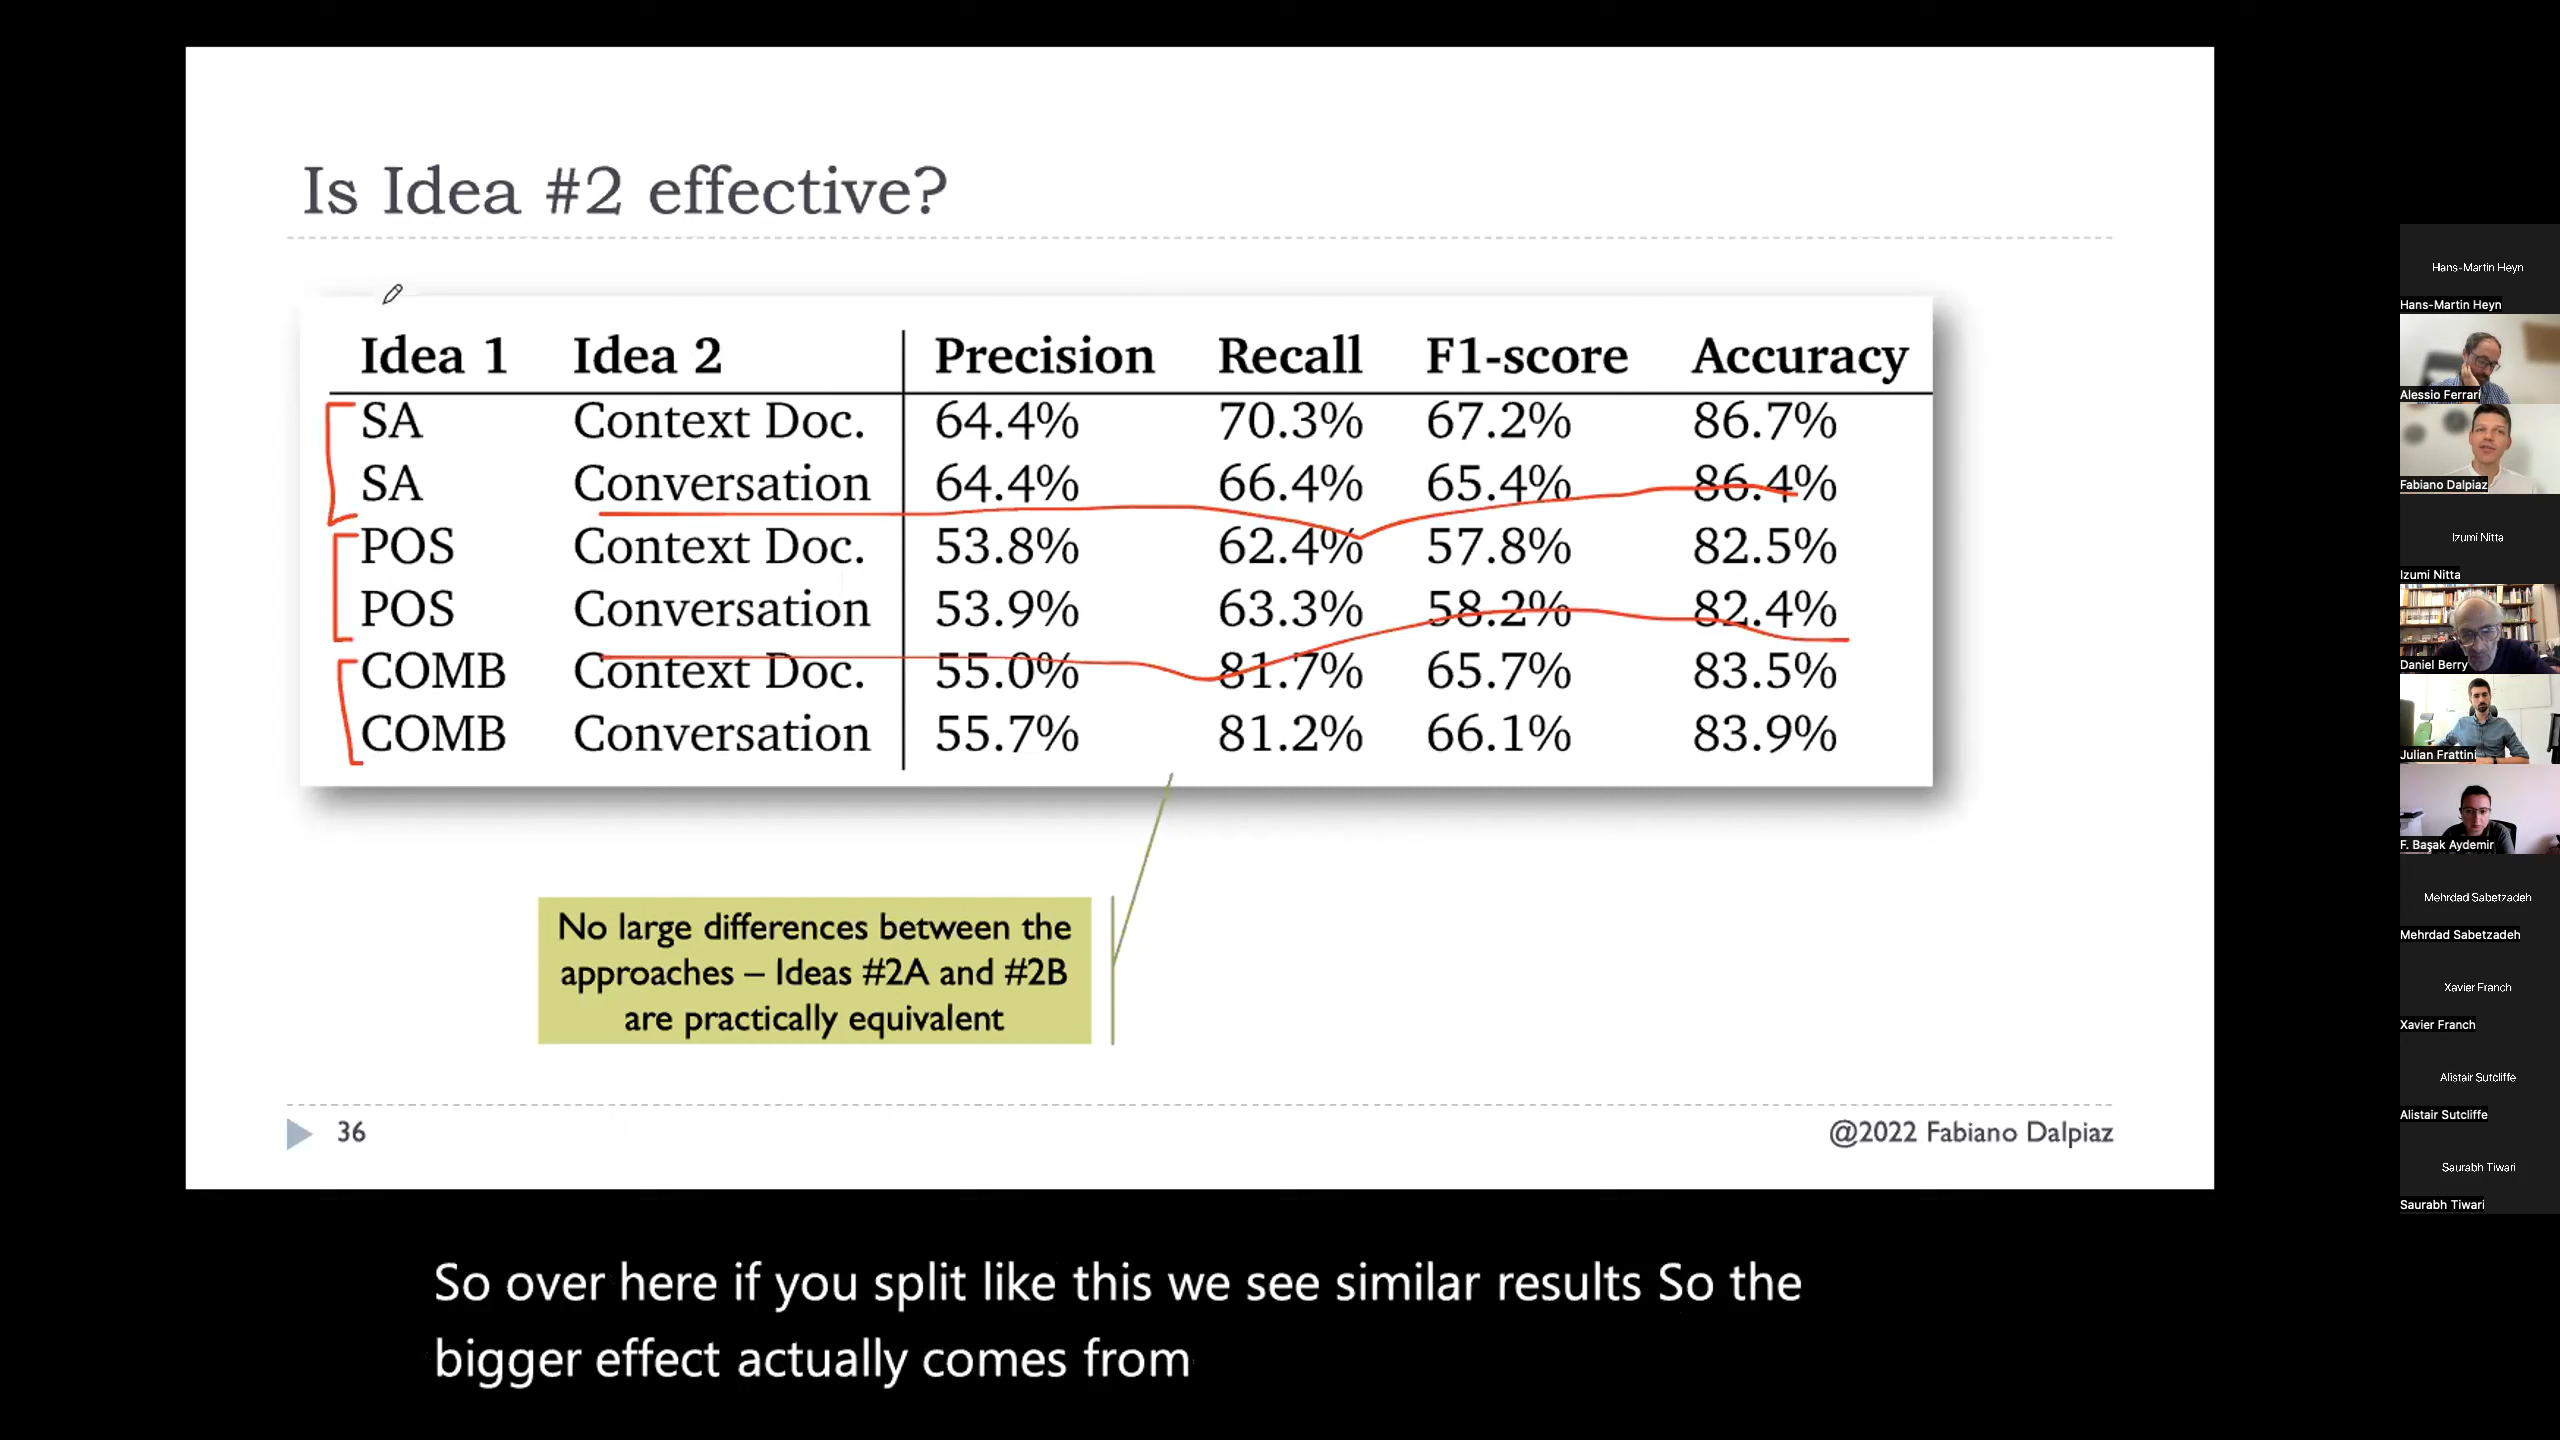 Is Idea #2 effective?
Idea 1 Idea 2 Precision Recall F1-score Accuracy
SA Context Doc. 64.4% 70.3% 67.2% 86.7%
SA Conversation 64.4% 66.4% 65.4% 86.4%
POS Context Doc. 53.8% 62.4% 57.8% 82.5%
POS Conversation 53.9% 63.3% 58.2% 82.4%
COMB Context Doc. 55.0% 81.7% 65.7% 83.5%
COMB Conversation 55.7% 81.2% 66.1% 83.9%
No large differences between the
approaches – Ideas #2A and #2B
are practically equivalent
36
@2022 Fabiano Dalpiaz
So over here if you split like this we see similar results So the
bigger effect actually comes from
Hans-Martin Heyn
Hans-Martin Heyn
Alessio Ferrari
Fabiano Dalpiaz
Izumi Nitta
Izumi Nitta
Daniel Berry
Julian Frattini
F. Başak Aydemir
Mehrdad Sabetzadeh
Mehrdad Sabetzadeh
Xavier Franch
Xavier Franch
Alistair Sutcliffe
Alistair Sutcliffe
Saurabh Tiwari
Saurabh Tiwari